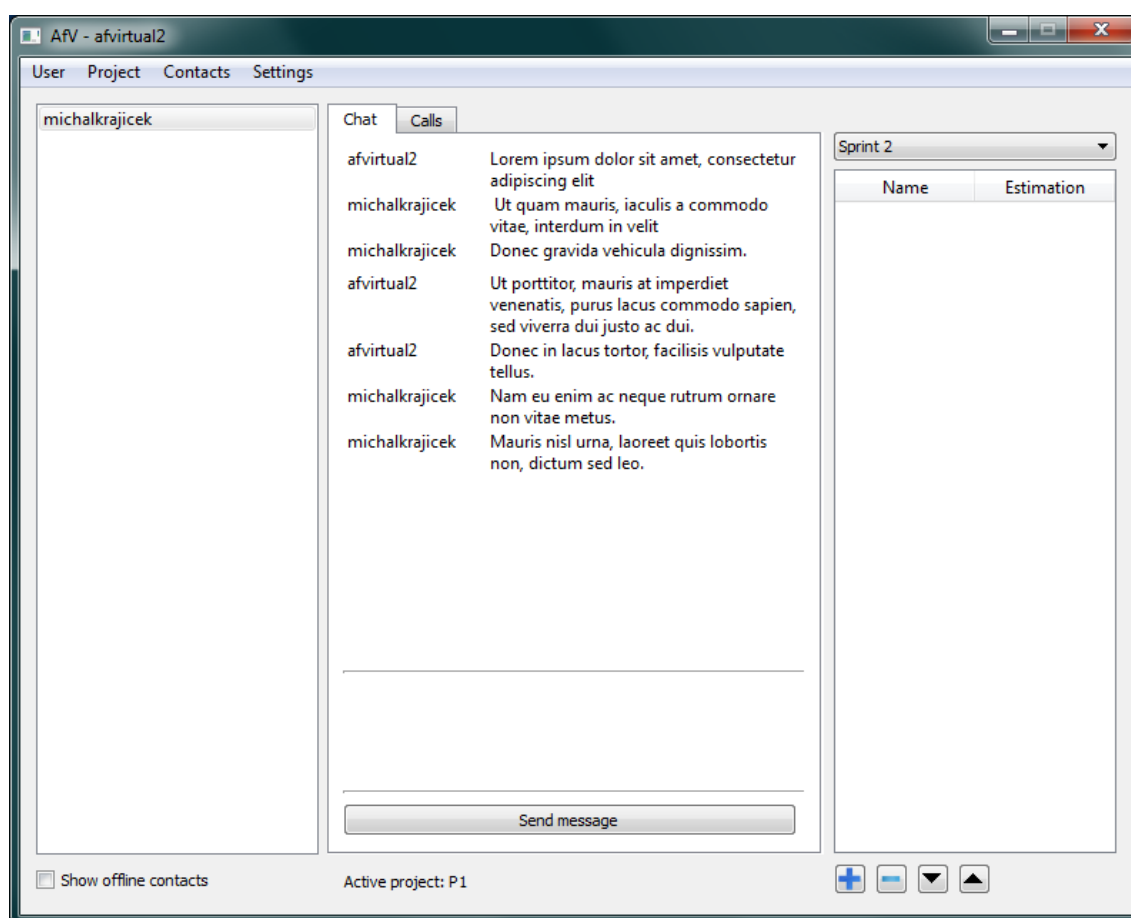 AfV - afvirtual2
User Project Contacts Settings
michalkrajicek
Chat Calls
afvirtual2 Lorem ipsum dolor sit amet, consectetur
adipiscing elit
michalkrajicek Ut quam mauris, iaculis a commodo
vitae, interdum in velit
michalkrajicek Donec gravida vehicula dignissim.
afvirtual2 Ut porttitor, mauris at imperdiet
venenatis, purus lacus commodo sapien,
sed viverra dui justo ac dui.
afvirtual2 Donec in lacus tortor, facilisis vulputate
tellus.
michalkrajicek Nam eu enim ac neque rutrum ornare
non vitae metus.
michalkrajicek Mauris nisl urna, laoreet quis lobortis
non, dictum sed leo.
Send message
Sprint 2
Name Estimation
Show offline contacts
Active project: P1